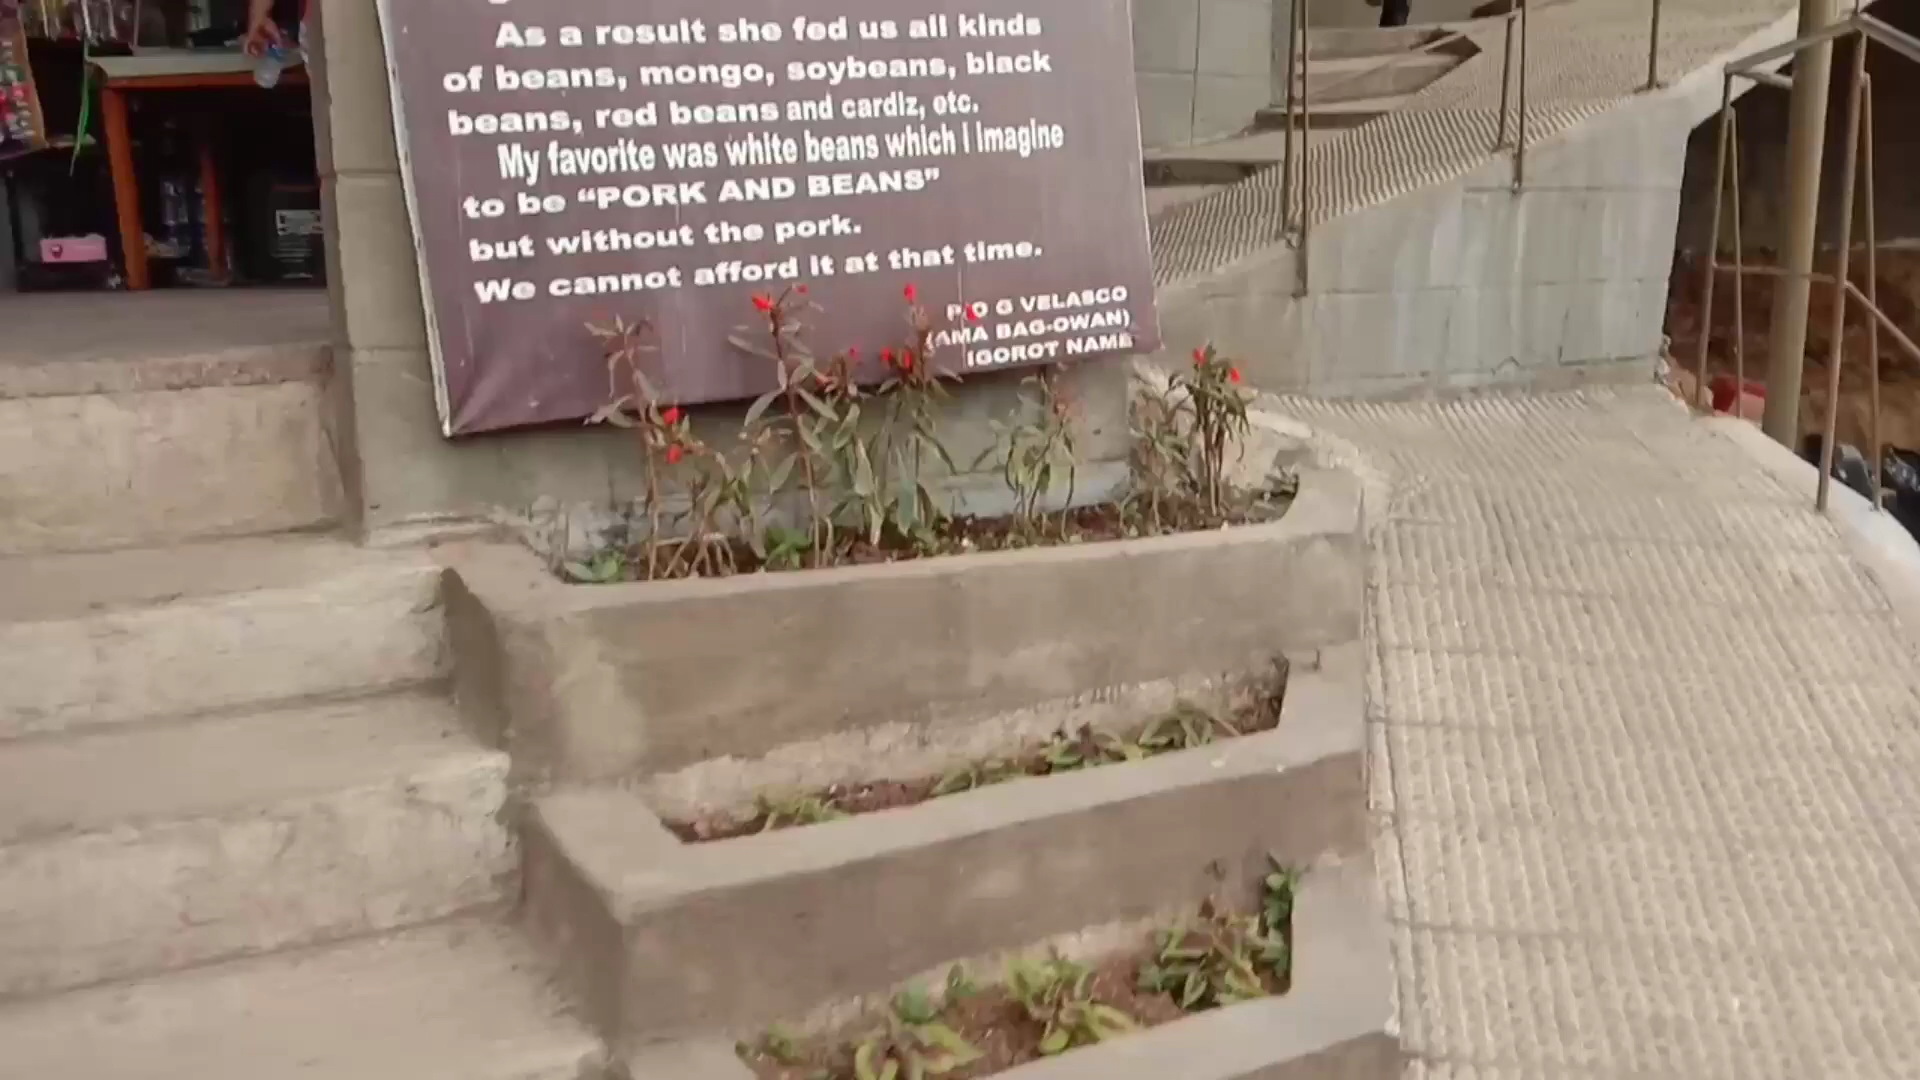 As a result she fed us all kinds
of beans, mongo, soybeans, black
beans, red beans and cardiz, etc.
My favorite was white beans which I imagine
to be “PORK AND BEANS”
but without the pork.
We cannot afford it at that time.
G VELASCO
(AMA BAG-OWAN)
IGOROT NAME